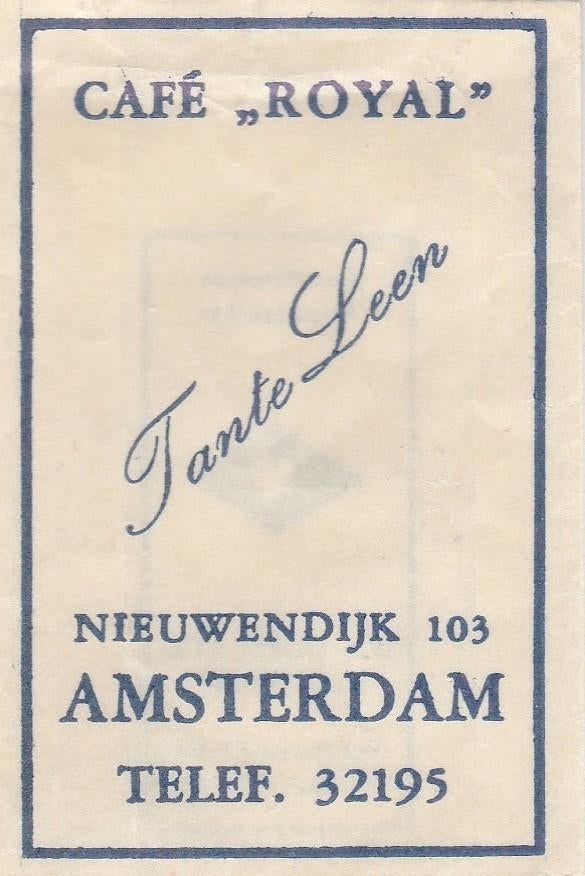 CAFÉ „ROYAL”
Tante Leen
NIEUWENDIJK 103
AMSTERDAM
TELEF. 32195